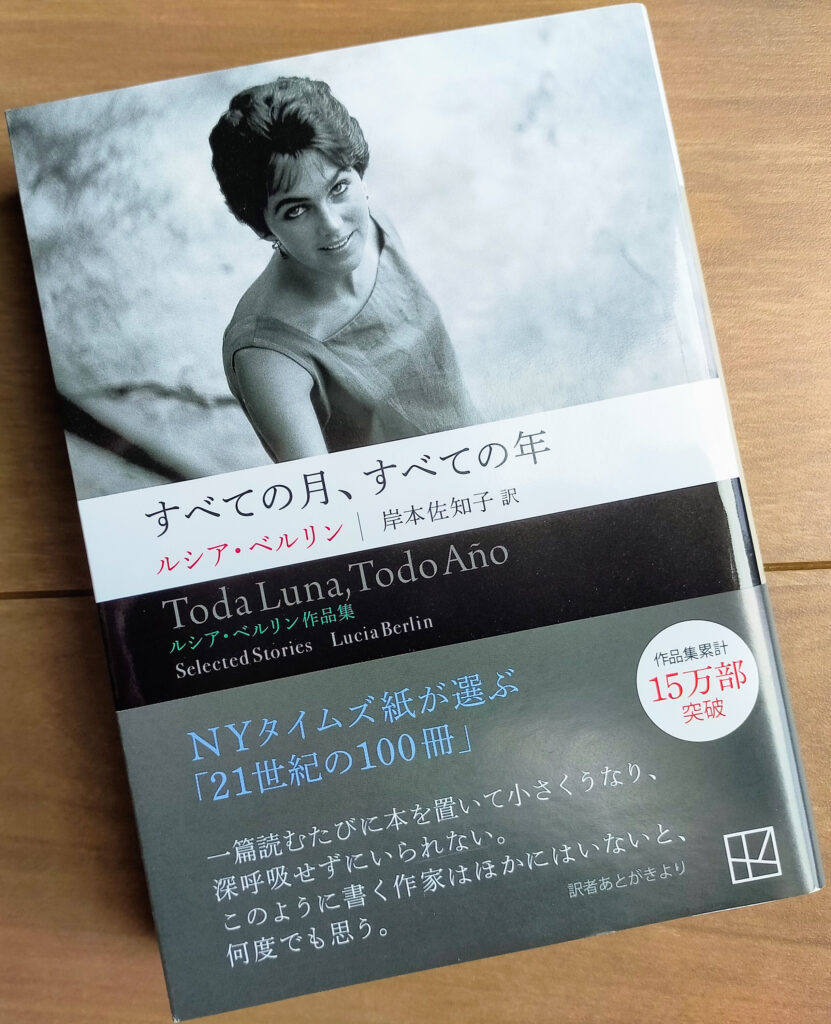 すべての月、すべての年
ルシア・ベルリン｜岸本佐知子 訳
Toda Luna, Todo Año
ルシア・ベルリン作品集
Selected Stories Lucia Berlin
作品集累計
15万部
突破
NYタイムズ紙が選ぶ
「21世紀の100冊」
一篇読むたびに本を置いて小さくうなり、
深呼吸せずにいられない。
このように書く作家はほかにはいないと、
何度でも思う。
訳者あとがきより